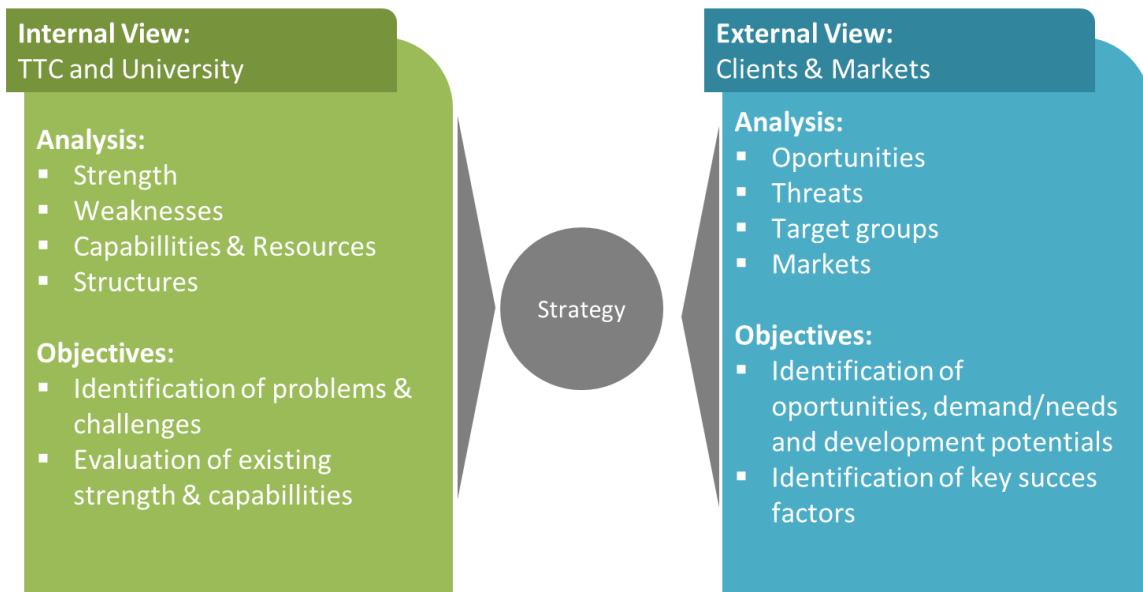 Internal View:
TTC and University
Analysis:
▪ Strength
▪ Weaknesses
▪ Capabillities & Resources
▪ Structures
Objectives:
▪ Identification of problems &
challenges
▪ Evaluation of existing
strength & capabillities
Strategy
External View:
Clients & Markets
Analysis:
▪ Oportunities
▪ Threats
▪ Target groups
▪ Markets
Objectives:
▪ Identification of
oportunities, demand/needs
and development potentials
▪ Identification of key succes
factors